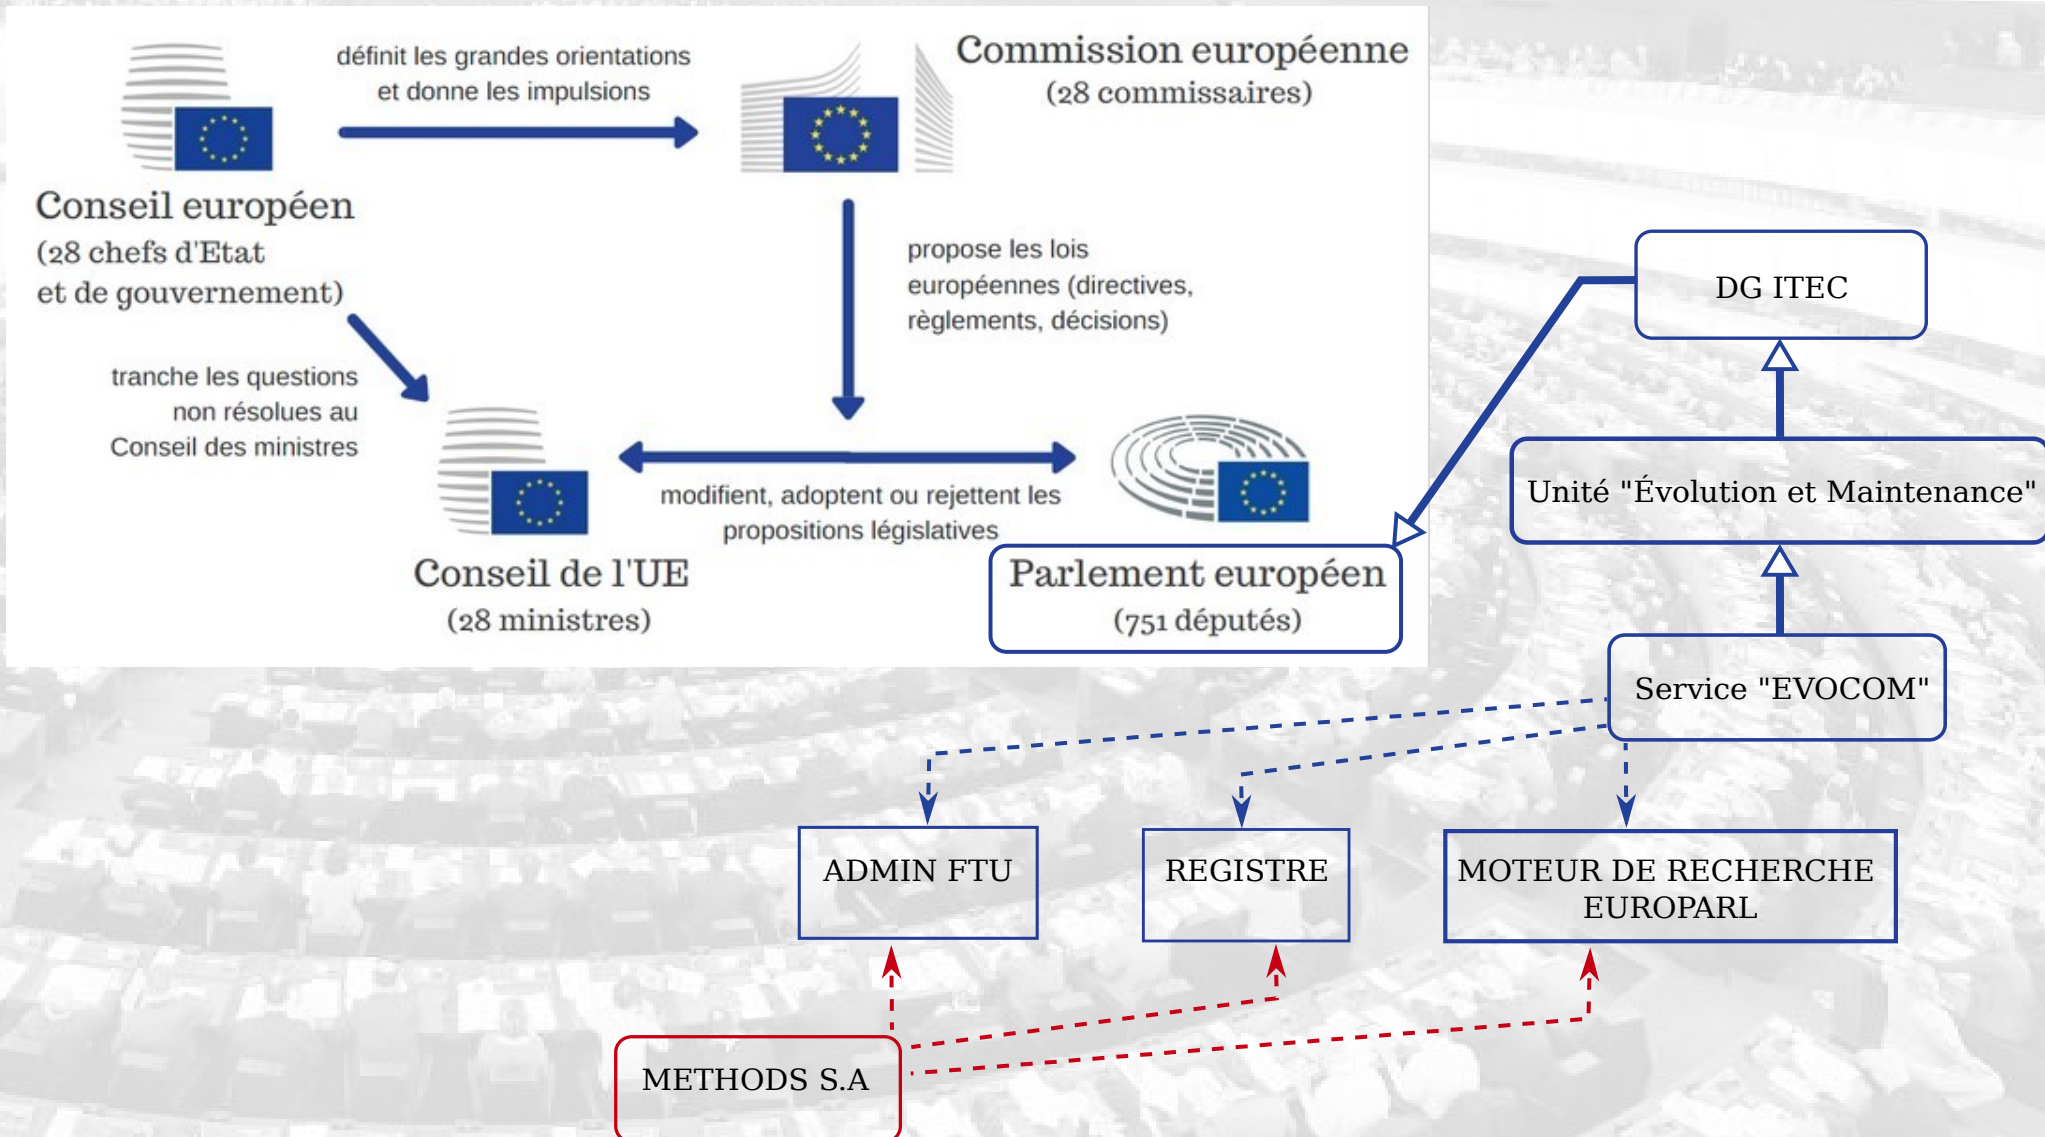 définit les grandes orientations
et donne les impulsions
Commission européenne
(28 commissaires)
Conseil européen
(28 chefs d'Etat
et de gouvernement)
propose les lois
européennes (directives,
règlements, décisions)
tranche les questions
non résolues au
Conseil des ministres
modifient, adoptent ou rejettent les
propositions législatives
Conseil de l'UE
(28 ministres)
Parlement européen
(751 députés)
DG ITEC
Unité "Évolution et Maintenance"
Service "EVOCOM"
ADMIN FTU
REGISTRE
MOTEUR DE RECHERCHE
EUROPARL
METHODS S.A